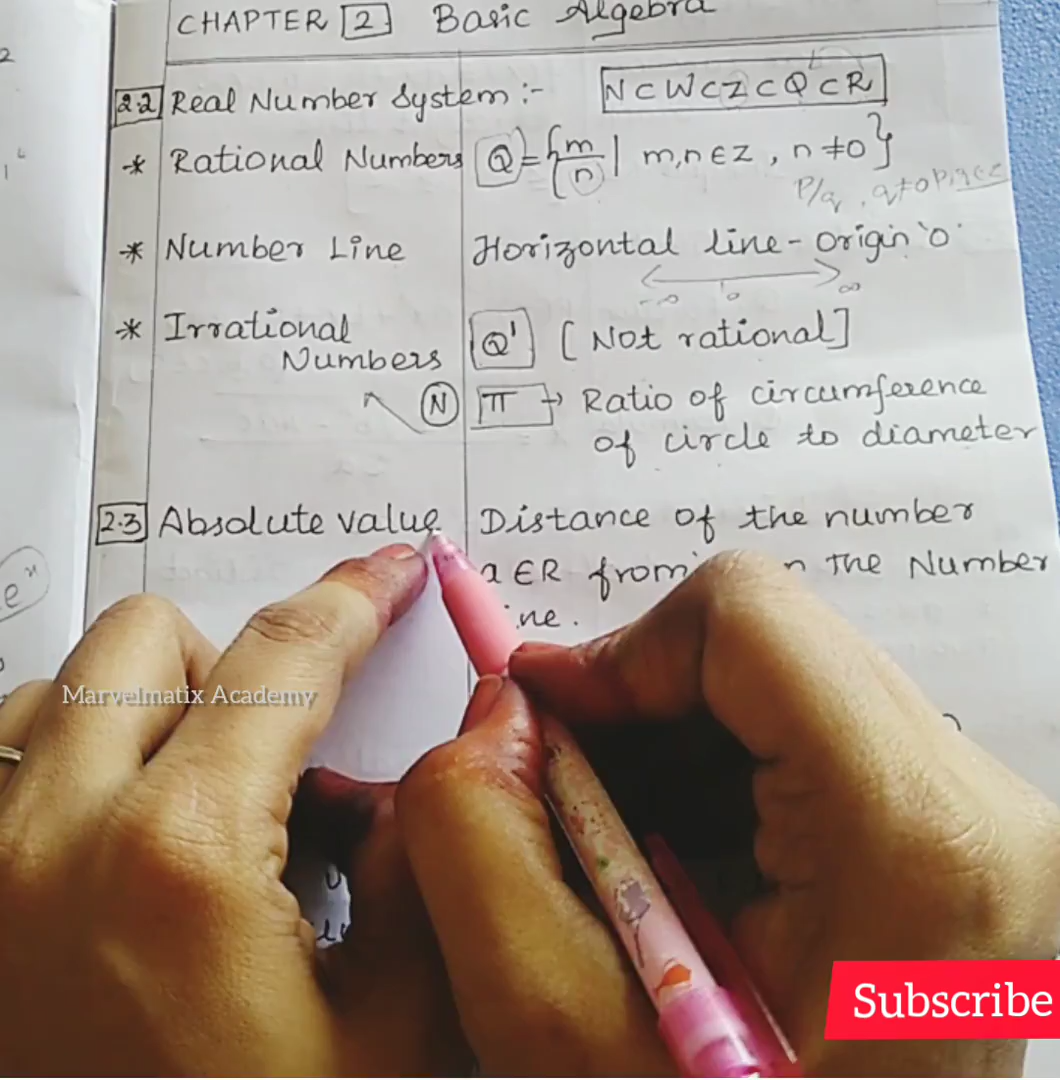 CHAPTER 2 Basic Algebra
2.2 Real Number System :- N⊂W⊂Z⊂Q⊂R
* Rational Numbers Q = {m/n | m,n∈Z, n≠0}
P/q, q≠0
* Number Line Horizontal line - origin '0'
-∞ 0 ∞
* Irrational Numbers Q' [Not rational]
N π → Ratio of circumference
of circle to diameter
2.3 Absolute value Distance of the number
a∈R from n the Number
ine.
e^x
Marvelmatix Academy
Subscribe